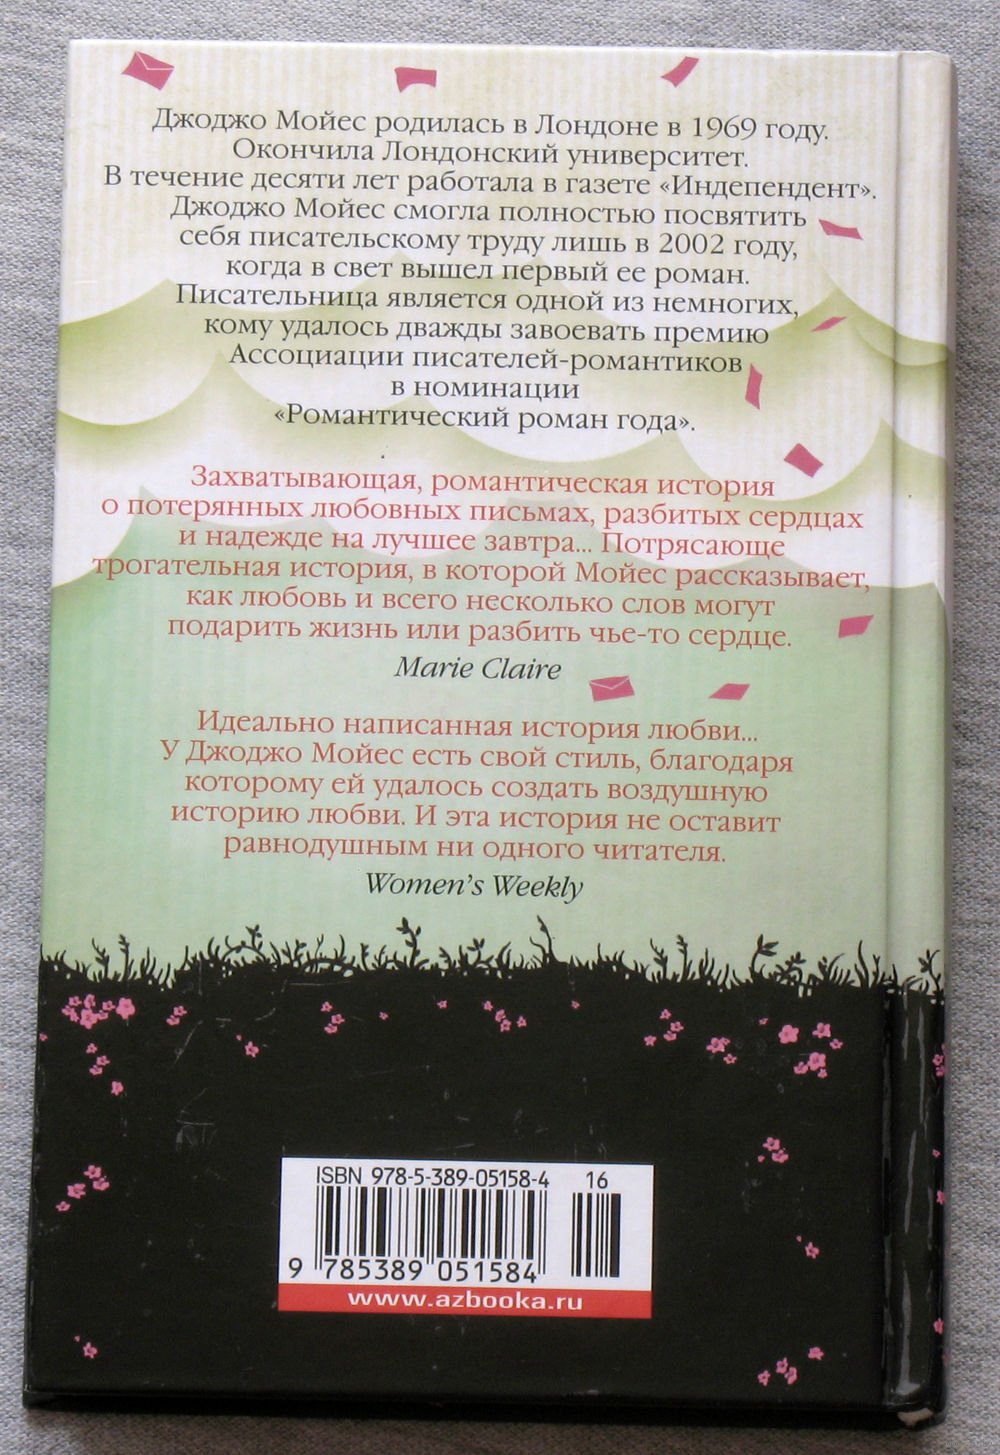 Джоджо Мойес родилась в Лондоне в 1969 году.
Окончила Лондонский университет.
В течение десяти лет работала в газете «Индепендент».
Джоджо Мойес смогла полностью посвятить
себя писательскому труду лишь в 2002 году,
когда в свет вышел первый ее роман.
Писательница является одной из немногих,
кому удалось дважды завоевать премию
Ассоциации писателей-романтиков
в номинации
«Романтический роман года».
Захватывающая, романтическая история
о потерянных любовных письмах, разбитых сердцах
и надежде на лучшее завтра... Потрясающе
трогательная история, в которой Мойес рассказывает,
как любовь и всего несколько слов могут
подарить жизнь или разбить чье-то сердце.
Marie Claire
Идеально написанная история любви...
У Джоджо Мойес есть свой стиль, благодаря
которому ей удалось создать воздушную
историю любви. И эта история не оставит
равнодушным ни одного читателя.
Women's Weekly
ISBN 978-5-389-05158-4 16
9 785389 051584
www.azbooka.ru